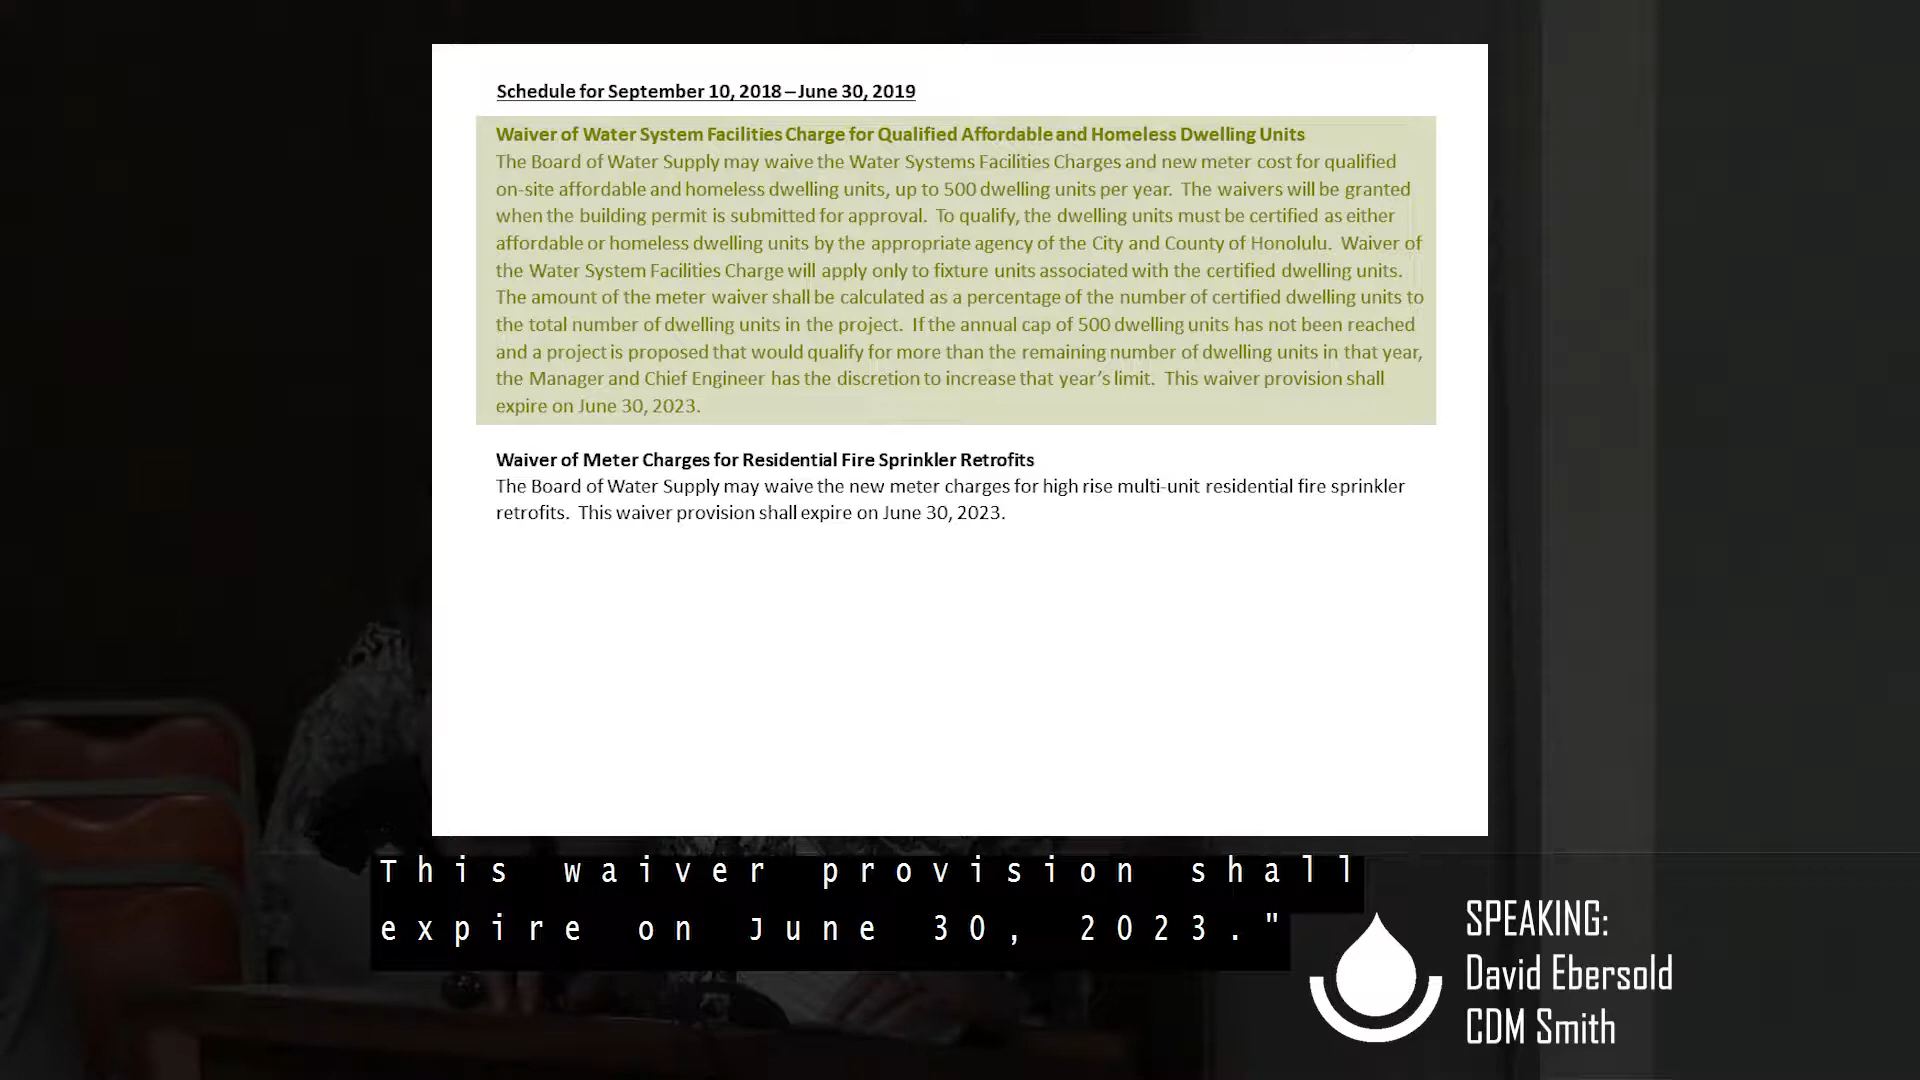 Schedule for September 10, 2018 – June 30, 2019
Waiver of Water System Facilities Charge for Qualified Affordable and Homeless Dwelling Units
The Board of Water Supply may waive the Water Systems Facilities Charges and new meter cost for qualified
on-site affordable and homeless dwelling units, up to 500 dwelling units per year. The waivers will be granted
when the building permit is submitted for approval. To qualify, the dwelling units must be certified as either
affordable or homeless dwelling units by the appropriate agency of the City and County of Honolulu. Waiver of
the Water System Facilities Charge will apply only to fixture units associated with the certified dwelling units.
The amount of the meter waiver shall be calculated as a percentage of the number of certified dwelling units to
the total number of dwelling units in the project. If the annual cap of 500 dwelling units has not been reached
and a project is proposed that would qualify for more than the remaining number of dwelling units in that year,
the Manager and Chief Engineer has the discretion to increase that year’s limit. This waiver provision shall
expire on June 30, 2023.
Waiver of Meter Charges for Residential Fire Sprinkler Retrofits
The Board of Water Supply may waive the new meter charges for high rise multi-unit residential fire sprinkler
retrofits. This waiver provision shall expire on June 30, 2023.
This waiver provision shall
expire on June 30, 2023."
SPEAKING:
David Ebersold
CDM Smith